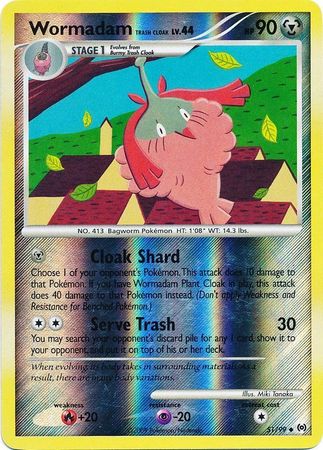 Wormadam TRASH CLOAK LV.44 HP 90
STAGE 1 Evolves from
Burmy Trash Cloak
NO. 413 Bagworm Pokémon HT: 1'08" WT: 14.3 lbs.
Cloak Shard
Choose 1 of your opponent's Pokémon. This attack does 10 damage
to that Pokémon. If you have Wormadam Plant Cloak in play, this attack
does 40 damage to that Pokémon instead. (Don't apply Weakness and
Resistance for Benched Pokémon.)
Serve Trash 30
You may search your opponent's discard pile for any 1 card, show it to
your opponent, and put it on top of his or her deck.
When evolving, its body takes in surrounding materials. As a
result, there are many body variations.
Illus. Miki Tanaka
weakness resistance retreat cost
+20 -20
©2009 Pokémon/Nintendo
51/99